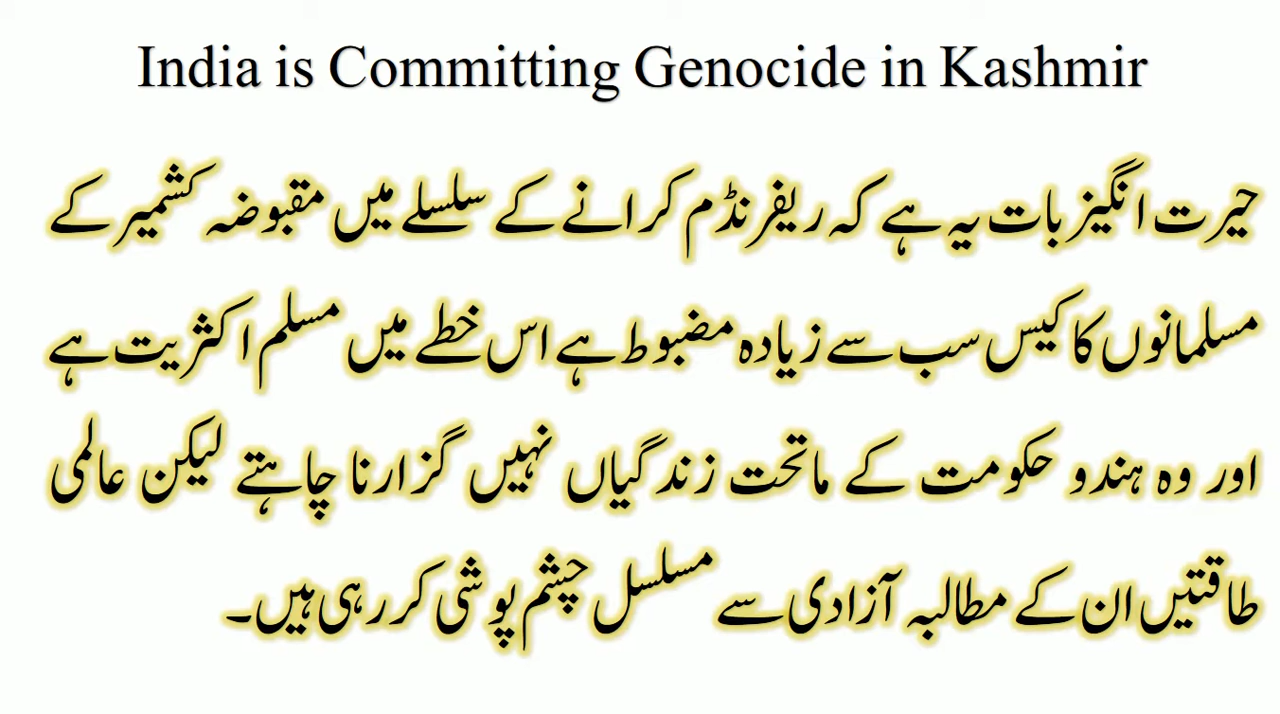 India is Committing Genocide in Kashmir
حیرت انگیز بات یہ ہے کہ ریفرنڈم کرانے کے سلسلے میں مقبوضہ کشمیر کے
مسلمانوں کا کیس سب سے زیادہ مضبوط ہے اس خطے میں مسلم اکثریت ہے
اور وہ ہندو حکومت کے ماتحت زندگیاں نہیں گزارنا چاہتے لیکن عالمی
طاقتیں ان کے مطالبہ آزادی سے مسلسل چشم پوشی کر رہی ہیں۔